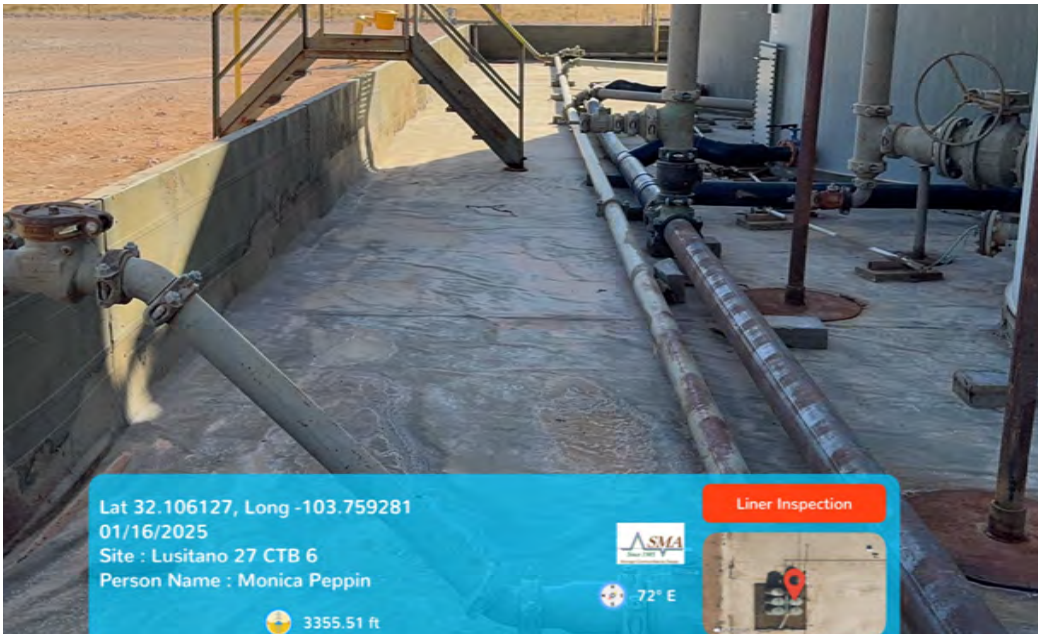 Lat 32.106127, Long -103.759281
01/16/2025
Site : Lusitano 27 CTB 6
Person Name : Monica Peppin
3355.51 ft
Liner Inspection
SMA
72° E